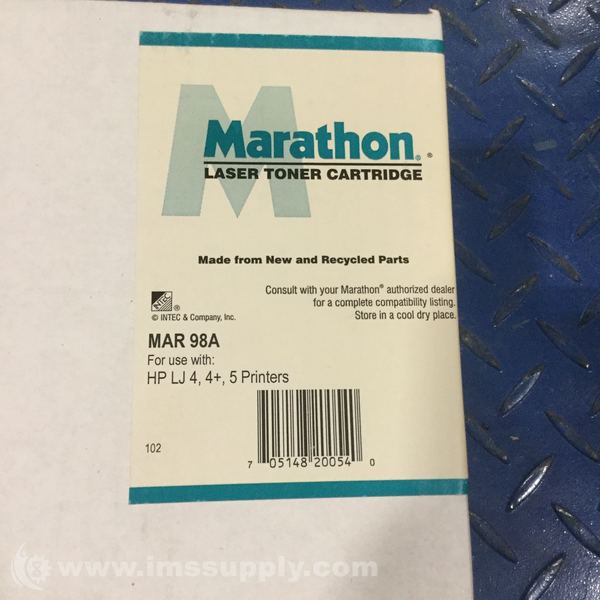 Marathon®®
LASER TONER CARTRIDGE
Made from New and Recycled Parts
Consult with your Marathon® authorized dealer
for a complete compatibility listing.
Store in a cool dry place.
INTEC ®
© INTEC & Company, Inc.
MAR 98A
For use with:
HP LJ 4, 4+, 5 Printers
102
7 05148 20054 0
www.imssupply.com